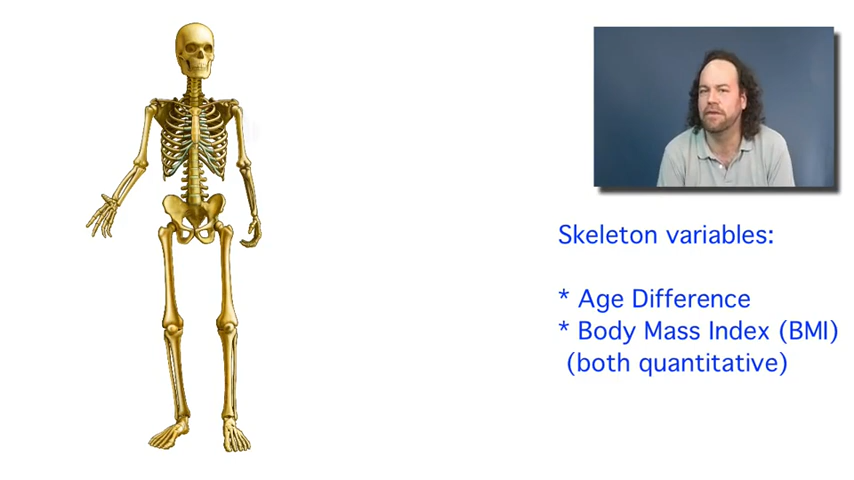 Skeleton variables:
* Age Difference
* Body Mass Index (BMI)
(both quantitative)